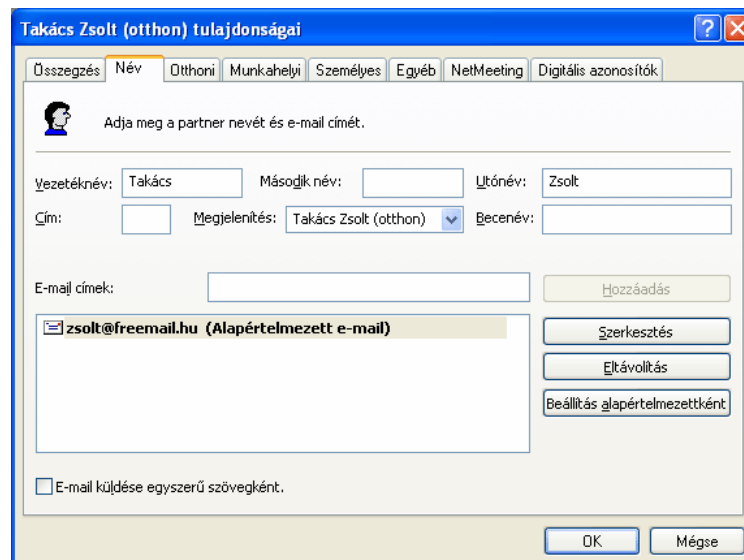 Takács Zsolt (otthon) tulajdonságai
Összegzés Név Otthoni Munkahelyi Személyes Egyéb NetMeeting Digitális azonosítók
Adja meg a partner nevét és e-mail címét.
Vezetéknév: Takács Második név: Utónév: Zsolt
Cím: Megjelenítés: Takács Zsolt (otthon) Becenév:
E-mail címek: Hozzáadás
zsolt@freemail.hu (Alapértelmezett e-mail)
Szerkesztés
Eltávolítás
Beállítás alapértelmezettként
E-mail küldése egyszerű szövegként.
OK Mégse